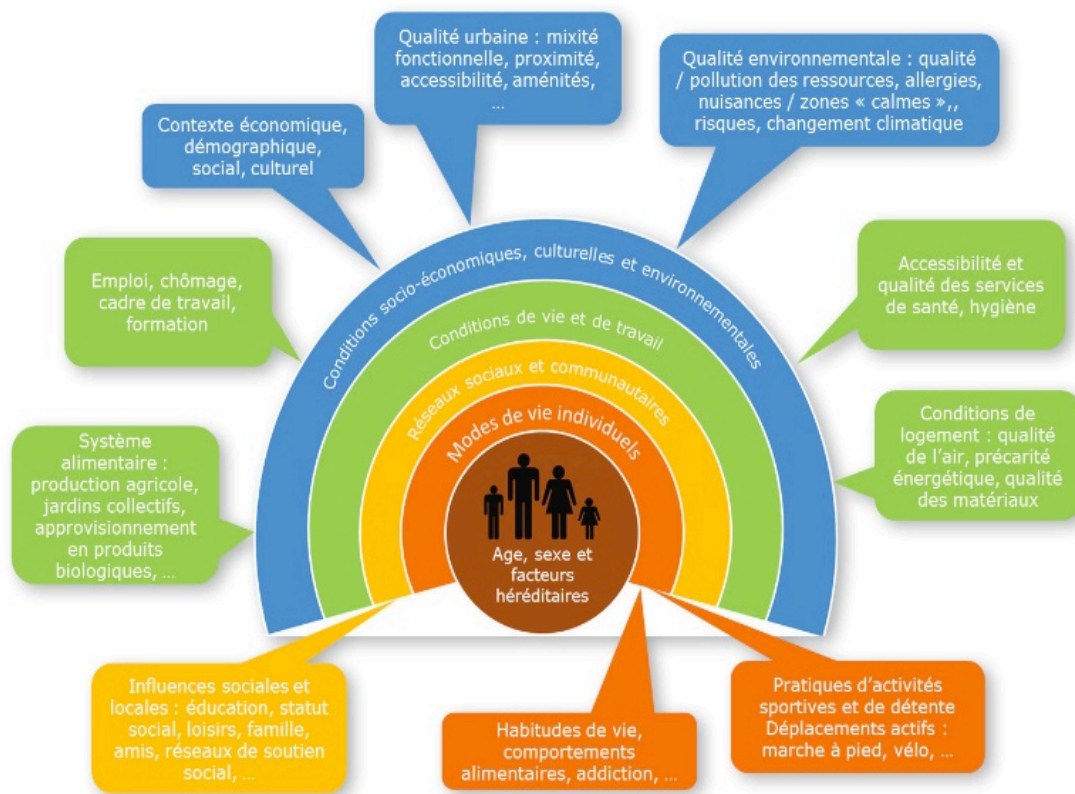 Qualité urbaine : mixité
fonctionnelle, proximité,
accessibilité, aménités,
...
Qualité environnementale : qualité
/ pollution des ressources, allergies,
nuisances / zones « calmes »,,
risques, changement climatique
Contexte économique,
démographique,
social, culturel
Emploi, chômage,
cadre de travail,
formation
Accessibilité et
qualité des services
de santé, hygiène
Système
alimentaire :
production agricole,
jardins collectifs,
approvisionnement
en produits
biologiques, ...
Conditions de
logement : qualité
de l'air, précarité
énergétique, qualité
des matériaux
Conditions socio-économiques, culturelles et environnementales
Conditions de vie et de travail
Réseaux sociaux et communautaires
Modes de vie individuels
Age, sexe et
facteurs
héréditaires
Influences sociales et
locales : éducation, statut
social, loisirs, famille,
amis, réseaux de soutien
social, ...
Habitudes de vie,
comportements
alimentaires, addiction, ...
Pratiques d'activités
sportives et de détente
Déplacements actifs :
marche à pied, vélo, ...